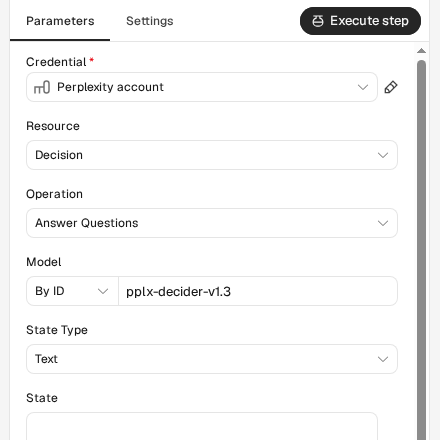 Parameters
Settings
Execute step
Credential *
Perplexity account
Resource
Decision
Operation
Answer Questions
Model
By ID
pplx-decider-v1.3
State Type
Text
State